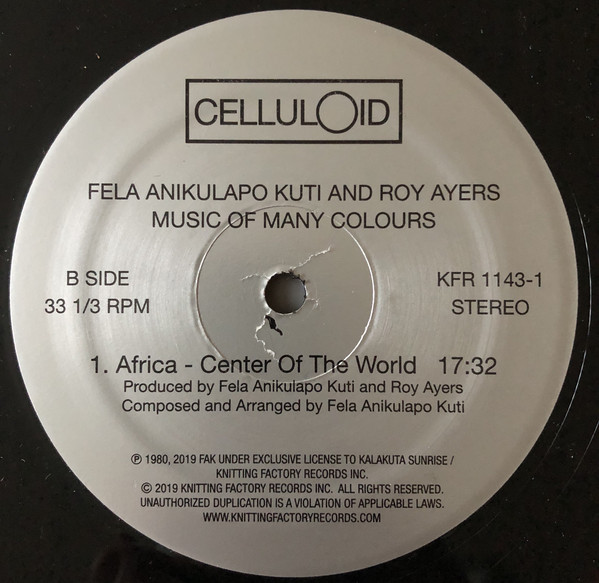 CELLULOID
FELA ANIKULAPO KUTI AND ROY AYERS
MUSIC OF MANY COLOURS
B SIDE
33 1/3 RPM
KFR 1143-1
STEREO
1. Africa - Center Of The World 17:32
Produced by Fela Anikulapo Kuti and Roy Ayers
Composed and Arranged by Fela Anikulapo Kuti
℗ 1980, 2019 FAK UNDER EXCLUSIVE LICENSE TO KALAKUTA SUNRISE /
KNITTING FACTORY RECORDS INC.
© 2019 KNITTING FACTORY RECORDS INC. ALL RIGHTS RESERVED.
UNAUTHORIZED DUPLICATION IS A VIOLATION OF APPLICABLE LAWS.
WWW.KNITTINGFACTORYRECORDS.COM